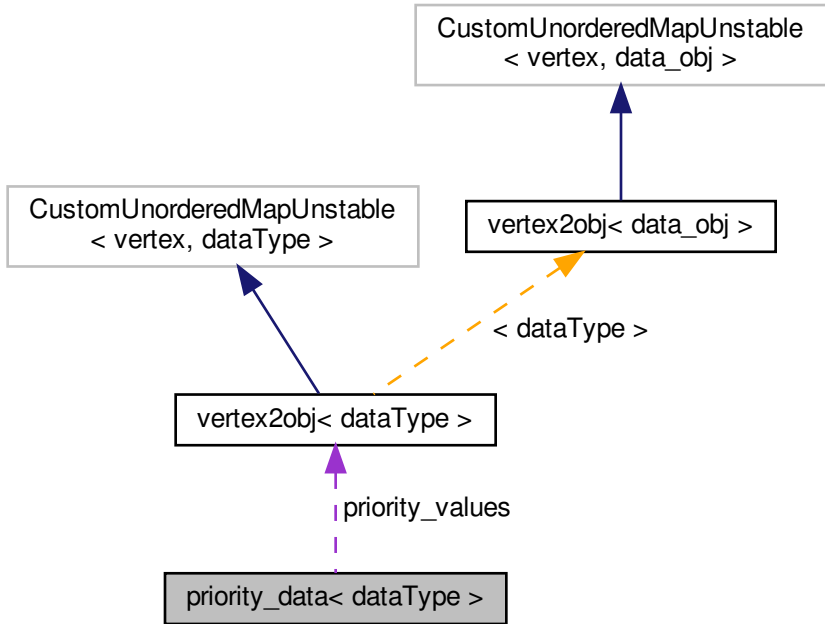 CustomUnorderedMapUnstable
< vertex, data_obj >
CustomUnorderedMapUnstable
< vertex, dataType >
vertex2obj< data_obj >
< dataType >
vertex2obj< dataType >
priority_values
priority_data< dataType >